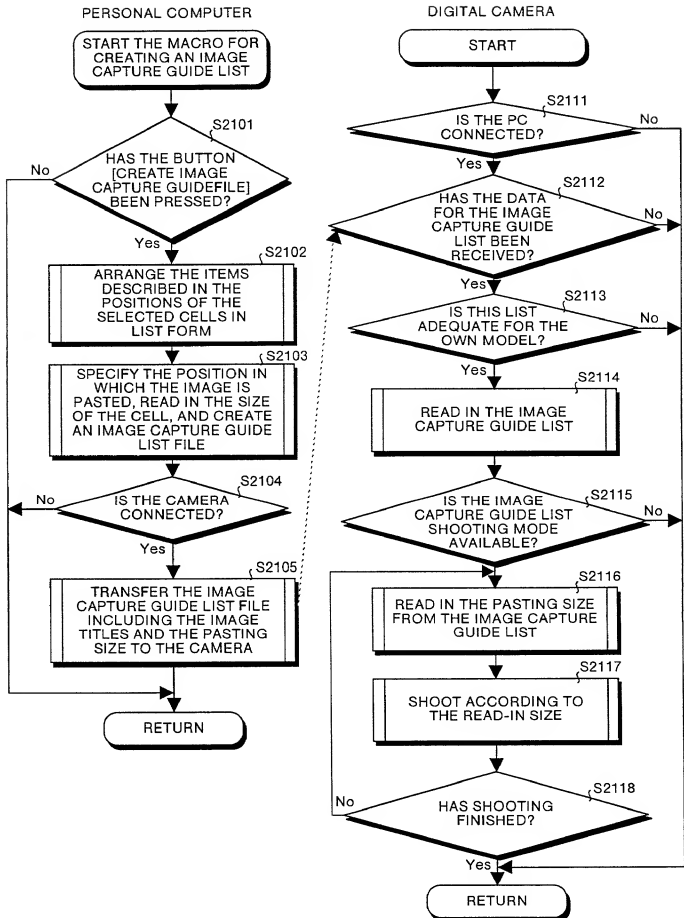 PERSONAL COMPUTER
START THE MACRO FOR
CREATING AN IMAGE
CAPTURE GUIDE LIST
S2101
No
HAS THE BUTTON
[CREATE IMAGE
CAPTURE GUIDEFILE]
BEEN PRESSED?
Yes
S2102
ARRANGE THE ITEMS
DESCRIBED IN THE
POSITIONS OF THE
SELECTED CELLS IN
LIST FORM
S2103
SPECIFY THE POSITION IN
WHICH THE IMAGE IS
PASTED, READ IN THE SIZE
OF THE CELL, AND CREATE
AN IMAGE CAPTURE GUIDE
LIST FILE
S2104
No
IS THE CAMERA
CONNECTED?
Yes
S2105
TRANSFER THE IMAGE
CAPTURE GUIDE LIST FILE
INCLUDING THE IMAGE
TITLES AND THE PASTING
SIZE TO THE CAMERA
RETURN
DIGITAL CAMERA
START
S2111
No
IS THE PC
CONNECTED?
Yes
S2112
HAS THE DATA
FOR THE IMAGE
CAPTURE GUIDE
LIST BEEN
RECEIVED?
No
Yes
S2113
IS THIS LIST
ADEQUATE FOR THE
OWN MODEL?
No
Yes
S2114
READ IN THE IMAGE
CAPTURE GUIDE LIST
S2115
IS THE IMAGE
CAPTURE GUIDE LIST
SHOOTING MODE
AVAILABLE?
No
Yes
S2116
READ IN THE PASTING SIZE
FROM THE IMAGE CAPTURE
GUIDE LIST
S2117
SHOOT ACCORDING TO
THE READ-IN SIZE
S2118
No
HAS SHOOTING
FINISHED?
Yes
RETURN